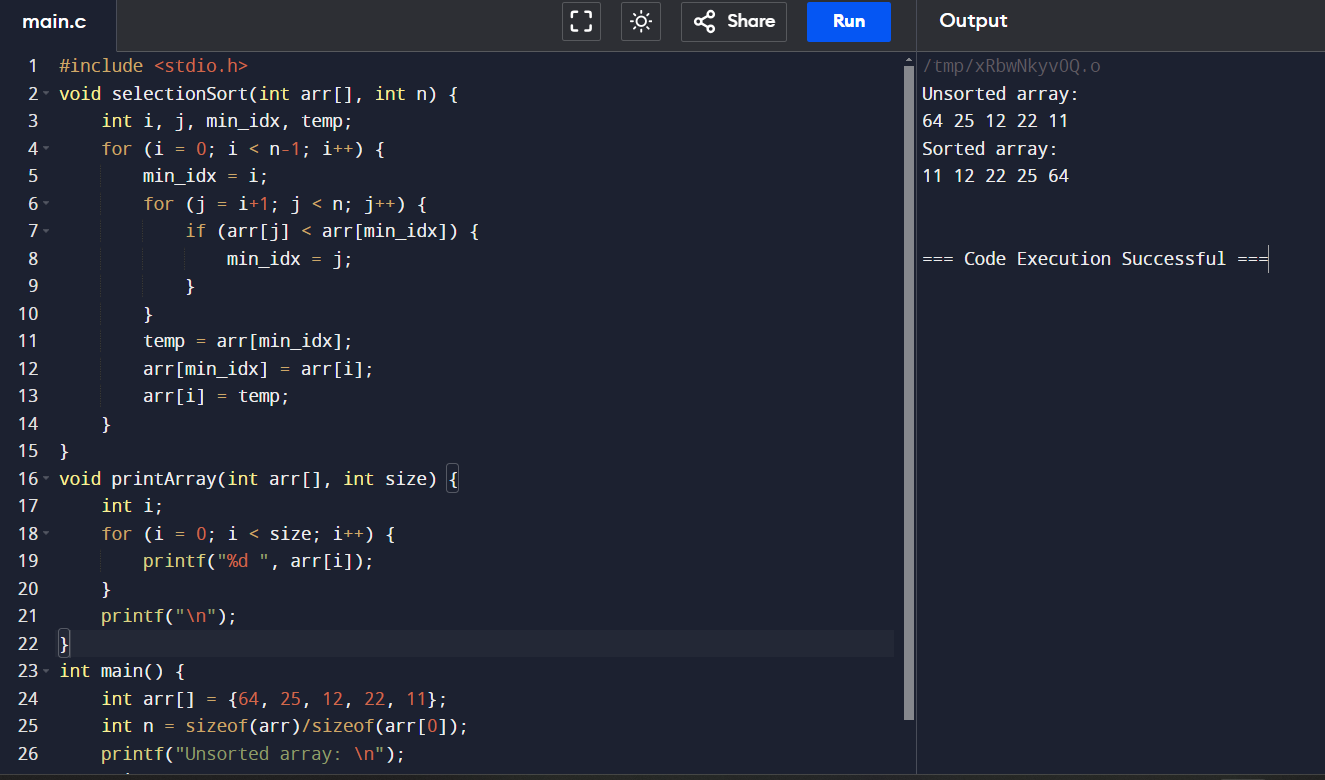 main.c
Share
Run
Output
1 #include <stdio.h>
2 void selectionSort(int arr[], int n) {
3     int i, j, min_idx, temp;
4     for (i = 0; i < n-1; i++) {
5         min_idx = i;
6         for (j = i+1; j < n; j++) {
7             if (arr[j] < arr[min_idx]) {
8                 min_idx = j;
9             }
10         }
11         temp = arr[min_idx];
12         arr[min_idx] = arr[i];
13         arr[i] = temp;
14     }
15 }
16 void printArray(int arr[], int size) {
17     int i;
18     for (i = 0; i < size; i++) {
19         printf("%d ", arr[i]);
20     }
21     printf("\n");
22 }
23 int main() {
24     int arr[] = {64, 25, 12, 22, 11};
25     int n = sizeof(arr)/sizeof(arr[0]);
26     printf("Unsorted array: \n");
/tmp/xRbwNkyvOQ.o
Unsorted array:
64 25 12 22 11
Sorted array:
11 12 22 25 64
=== Code Execution Successful ===